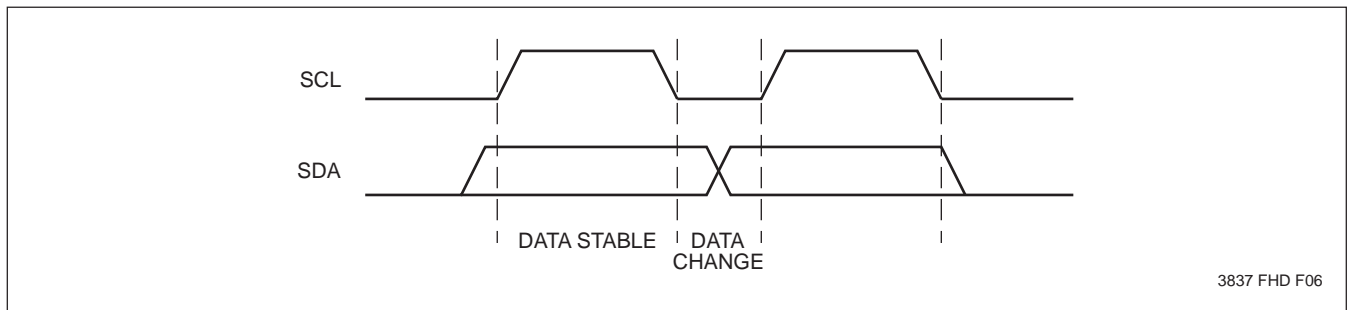 SCL
SDA
DATA STABLE
DATA
CHANGE
3837 FHD F06